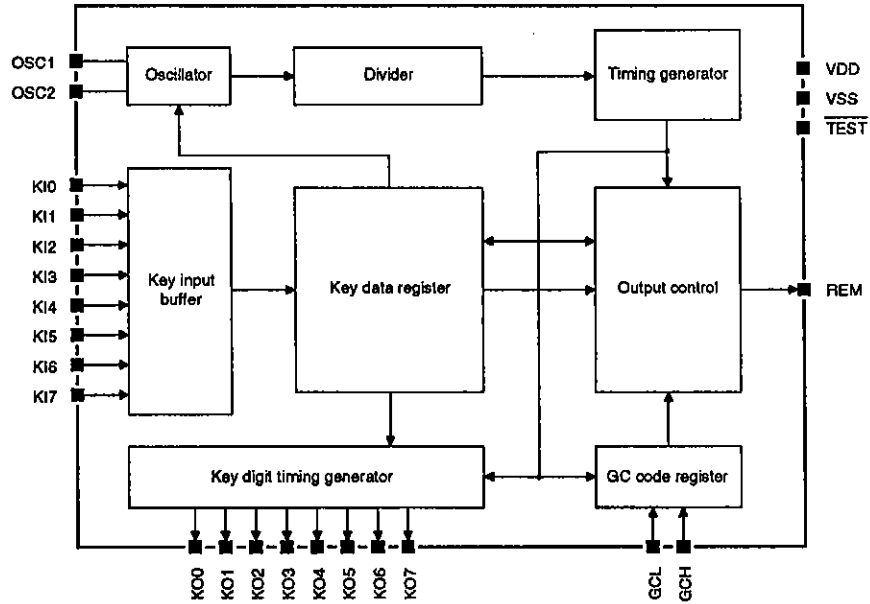 OSC1
OSC2
Oscillator
Divider
Timing generator
VDD
VSS
TEST
KI0
KI1
KI2
KI3
KI4
KI5
KI6
KI7
Key input
buffer
Key data register
Output control
REM
Key digit timing generator
GC code register
KO0
KO1
KO2
KO3
KO4
KO5
KO6
KO7
GCL
GCH